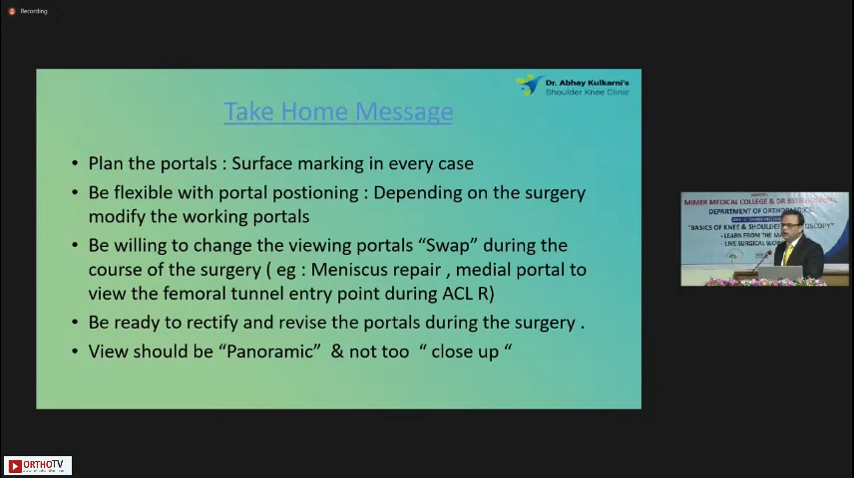 Recording
Dr. Abhay Kulkarni's
Shoulder Knee Clinic
Take Home Message
• Plan the portals : Surface marking in every case
• Be flexible with portal postioning : Depending on the surgery
modify the working portals
• Be willing to change the viewing portals “Swap” during the
course of the surgery ( eg : Meniscus repair , medial portal to
view the femoral tunnel entry point during ACL R)
• Be ready to rectify and revise the portals during the surgery .
• View should be “Panoramic” & not too “ close up “
MIMER MEDICAL COLLEGE & DR
DEPARTMENT OF ORTHOPAEDICS
"BASICS OF KNEE & SHOULDER
- LEARN FROM THE
- LIVE SURGICAL
ORTHOTV